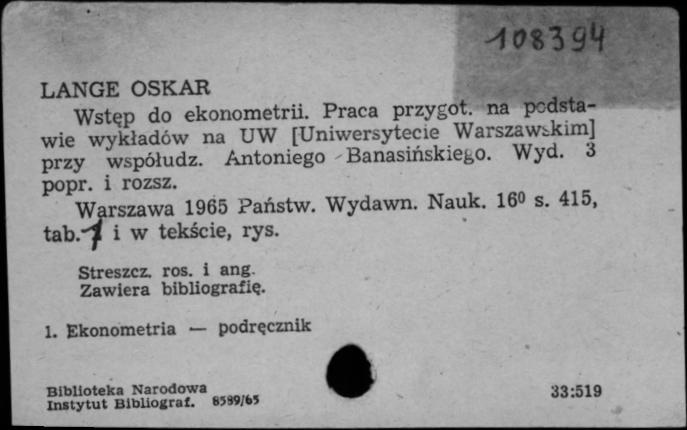 108394
LANGE OSKAR
Wstęp do ekonometrii. Praca przygot. na podsta-
wie wykładów na UW [Uniwersytecie Warszawskim]
przy współudz. Antoniego Banasińskiego. Wyd. 3
popr. i rozsz.
Warszawa 1965 Państw. Wydawn. Nauk. 16⁰ s. 415,
tab. 1 i w tekście, rys.
Streszcz. ros. i ang.
Zawiera bibliografię.
1. Ekonometria — podręcznik
Biblioteka Narodowa
Instytut Bibliograf. 8589/65
33:519